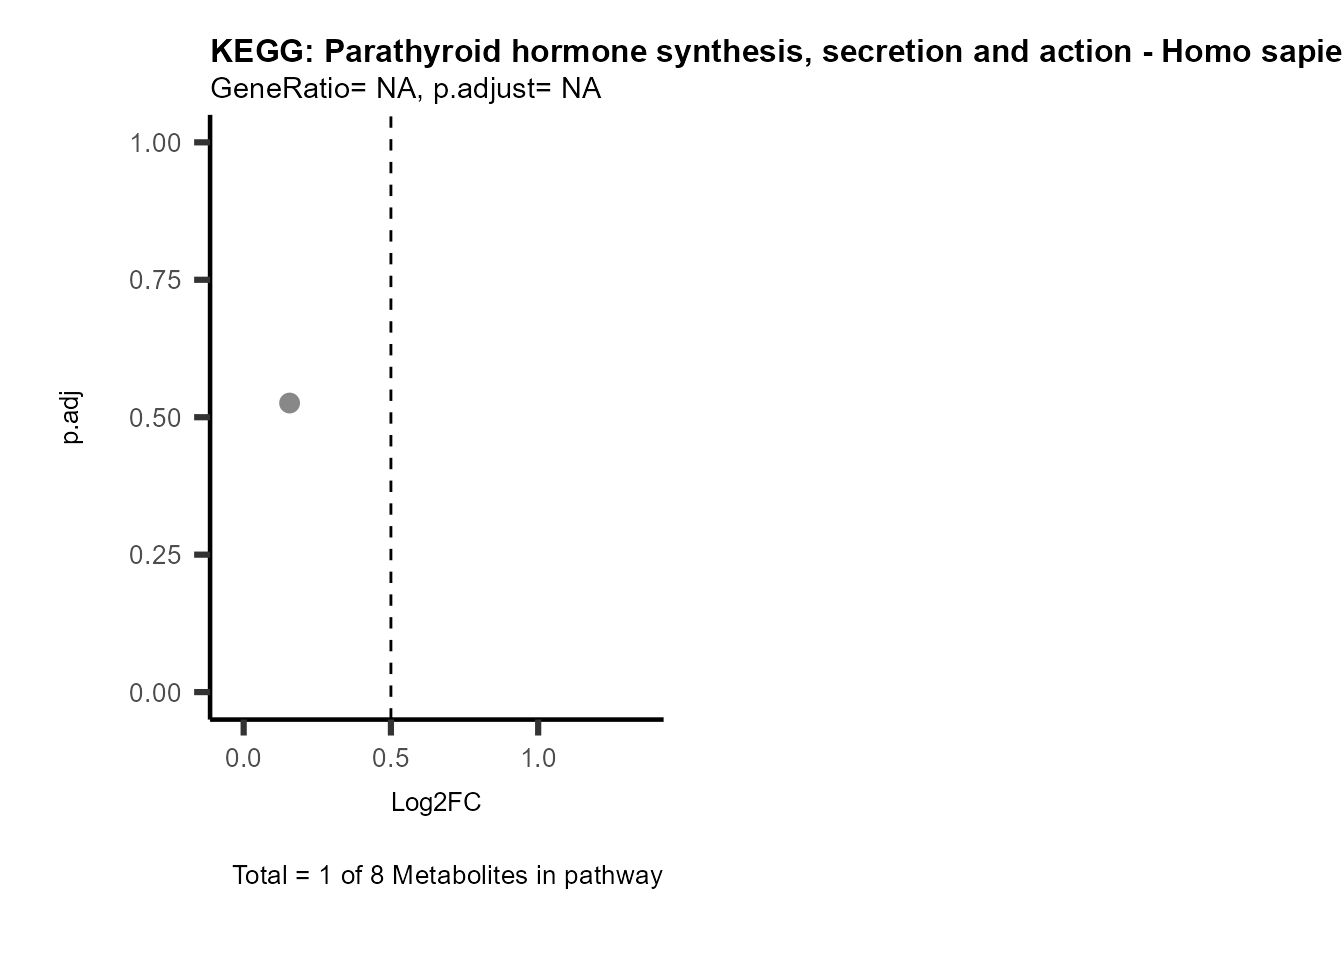 KEGG: Parathyroid hormone synthesis, secretion and action - Homo sapie
GeneRatio= NA, p.adjust= NA
1.00
0.75
0.50
0.25
0.00
p.adj
0.0 0.5 1.0
Log2FC
Total = 1 of 8 Metabolites in pathway